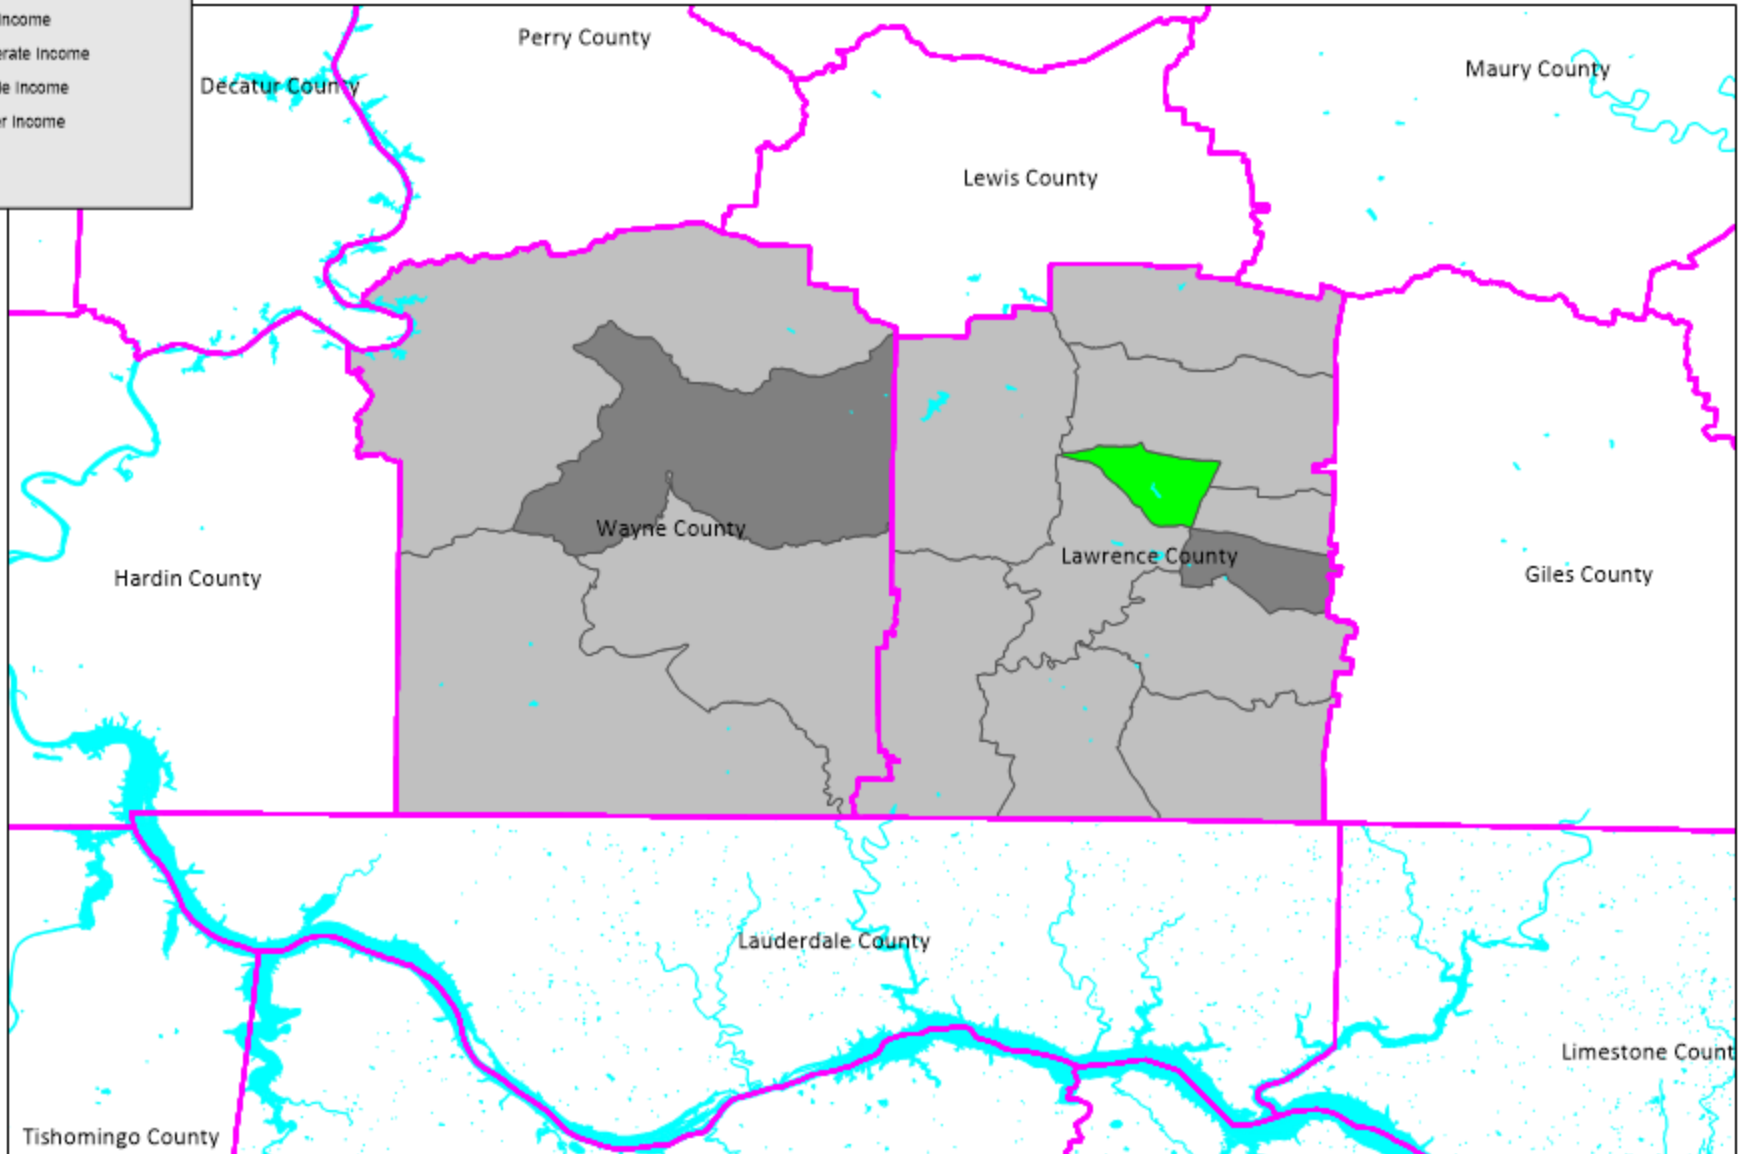 Income
erate Income
le Income
r Income
Perry County
Maury County
Decatur County
Lewis County
Wayne County
Lawrence County
Hardin County
Giles County
Lauderdale County
Limestone Count
Tishomingo County